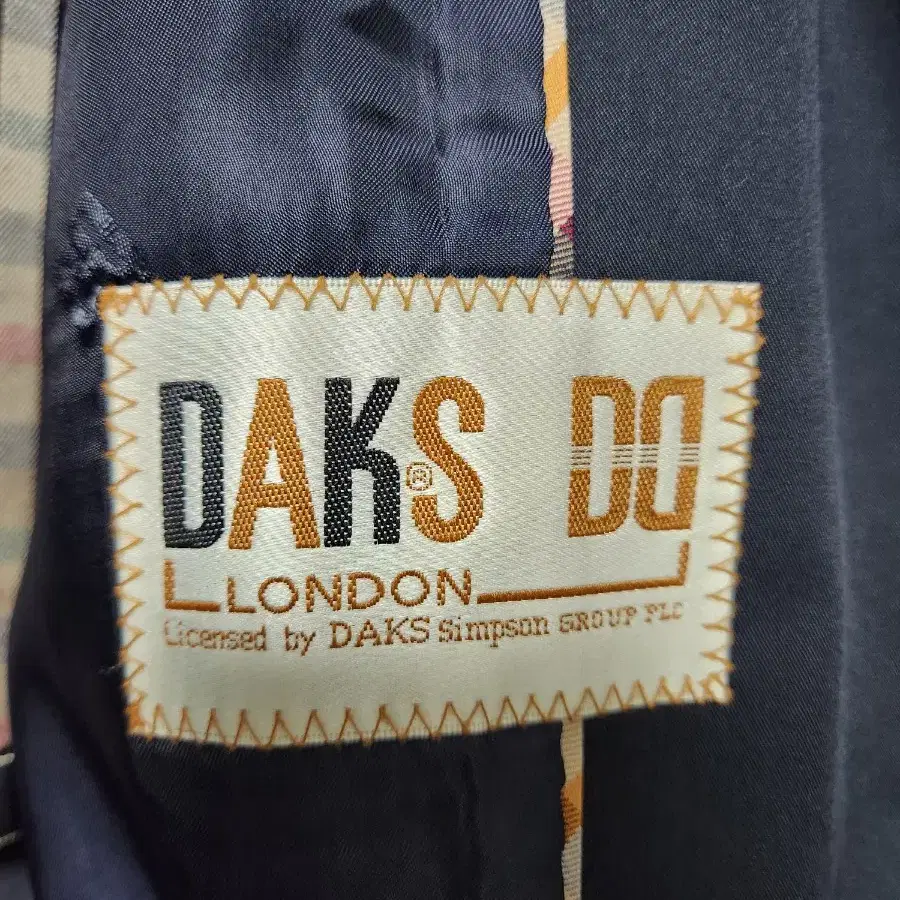 DAKS® DD
LONDON
Licensed by DAKS Simpson GROUP PLC